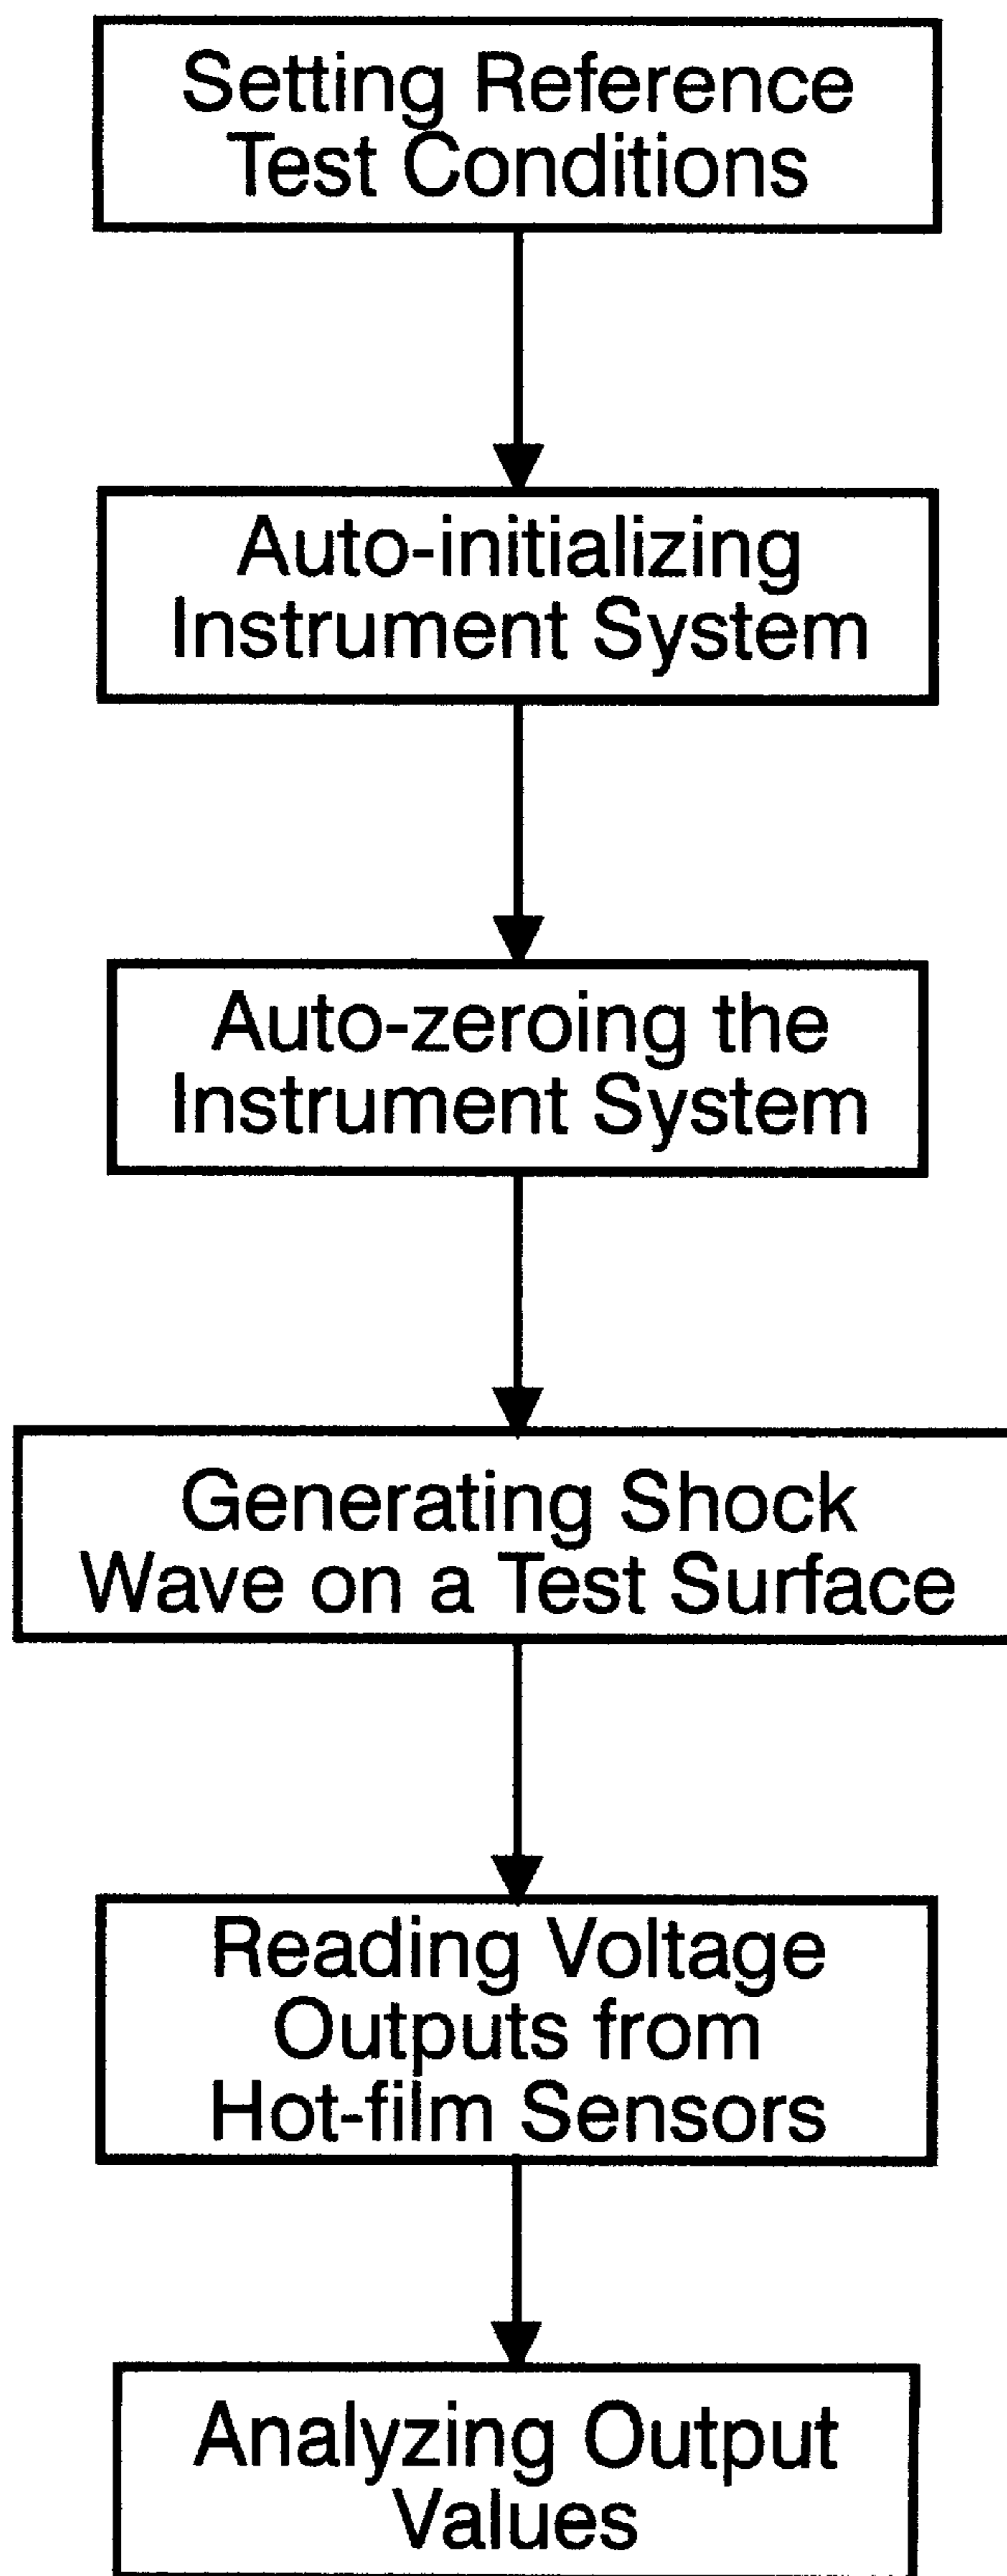 Setting Reference
Test Conditions
Auto-initializing
Instrument System
Auto-zeroing the
Instrument System
Generating Shock
Wave on a Test Surface
Reading Voltage
Outputs from
Hot-film Sensors
Analyzing Output
Values